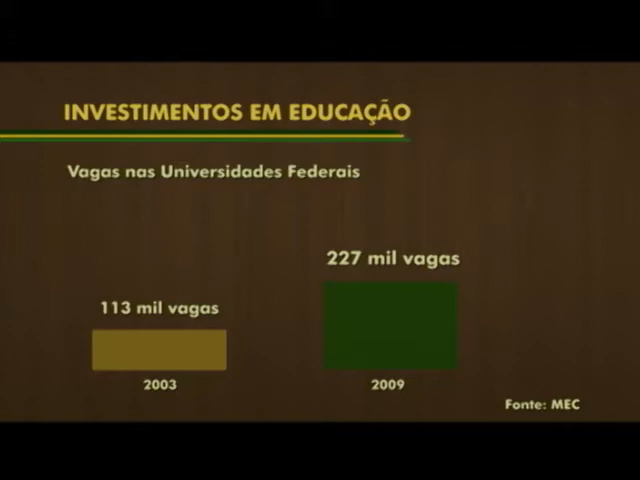 INVESTIMENTOS EM EDUCAÇÃO
Vagas nas Universidades Federais
227 mil vagas
113 mil vagas
2003
2009
Fonte: MEC